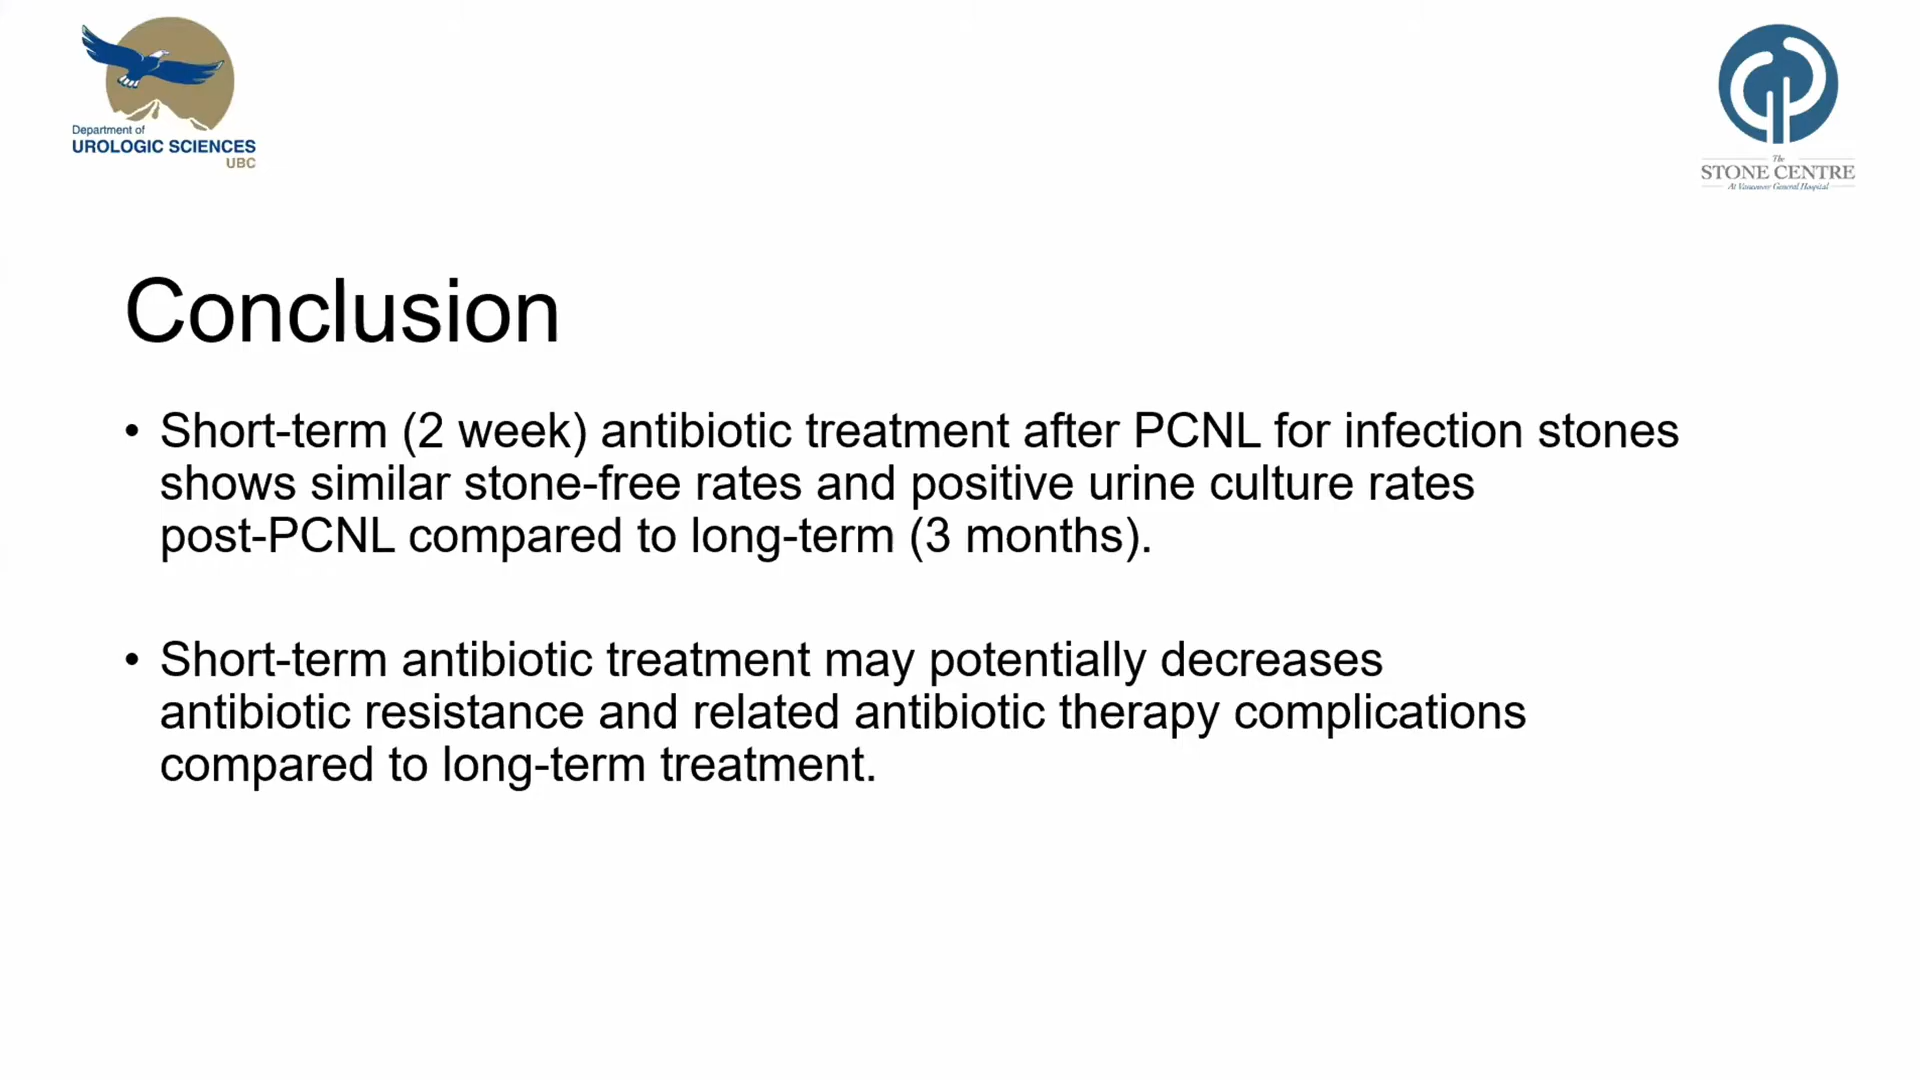 Department of
UROLOGIC SCIENCES
UBC
The
STONE CENTRE
At Vancouver General Hospital
Conclusion
• Short-term (2 week) antibiotic treatment after PCNL for infection stones
shows similar stone-free rates and positive urine culture rates
post-PCNL compared to long-term (3 months).
• Short-term antibiotic treatment may potentially decreases
antibiotic resistance and related antibiotic therapy complications
compared to long-term treatment.